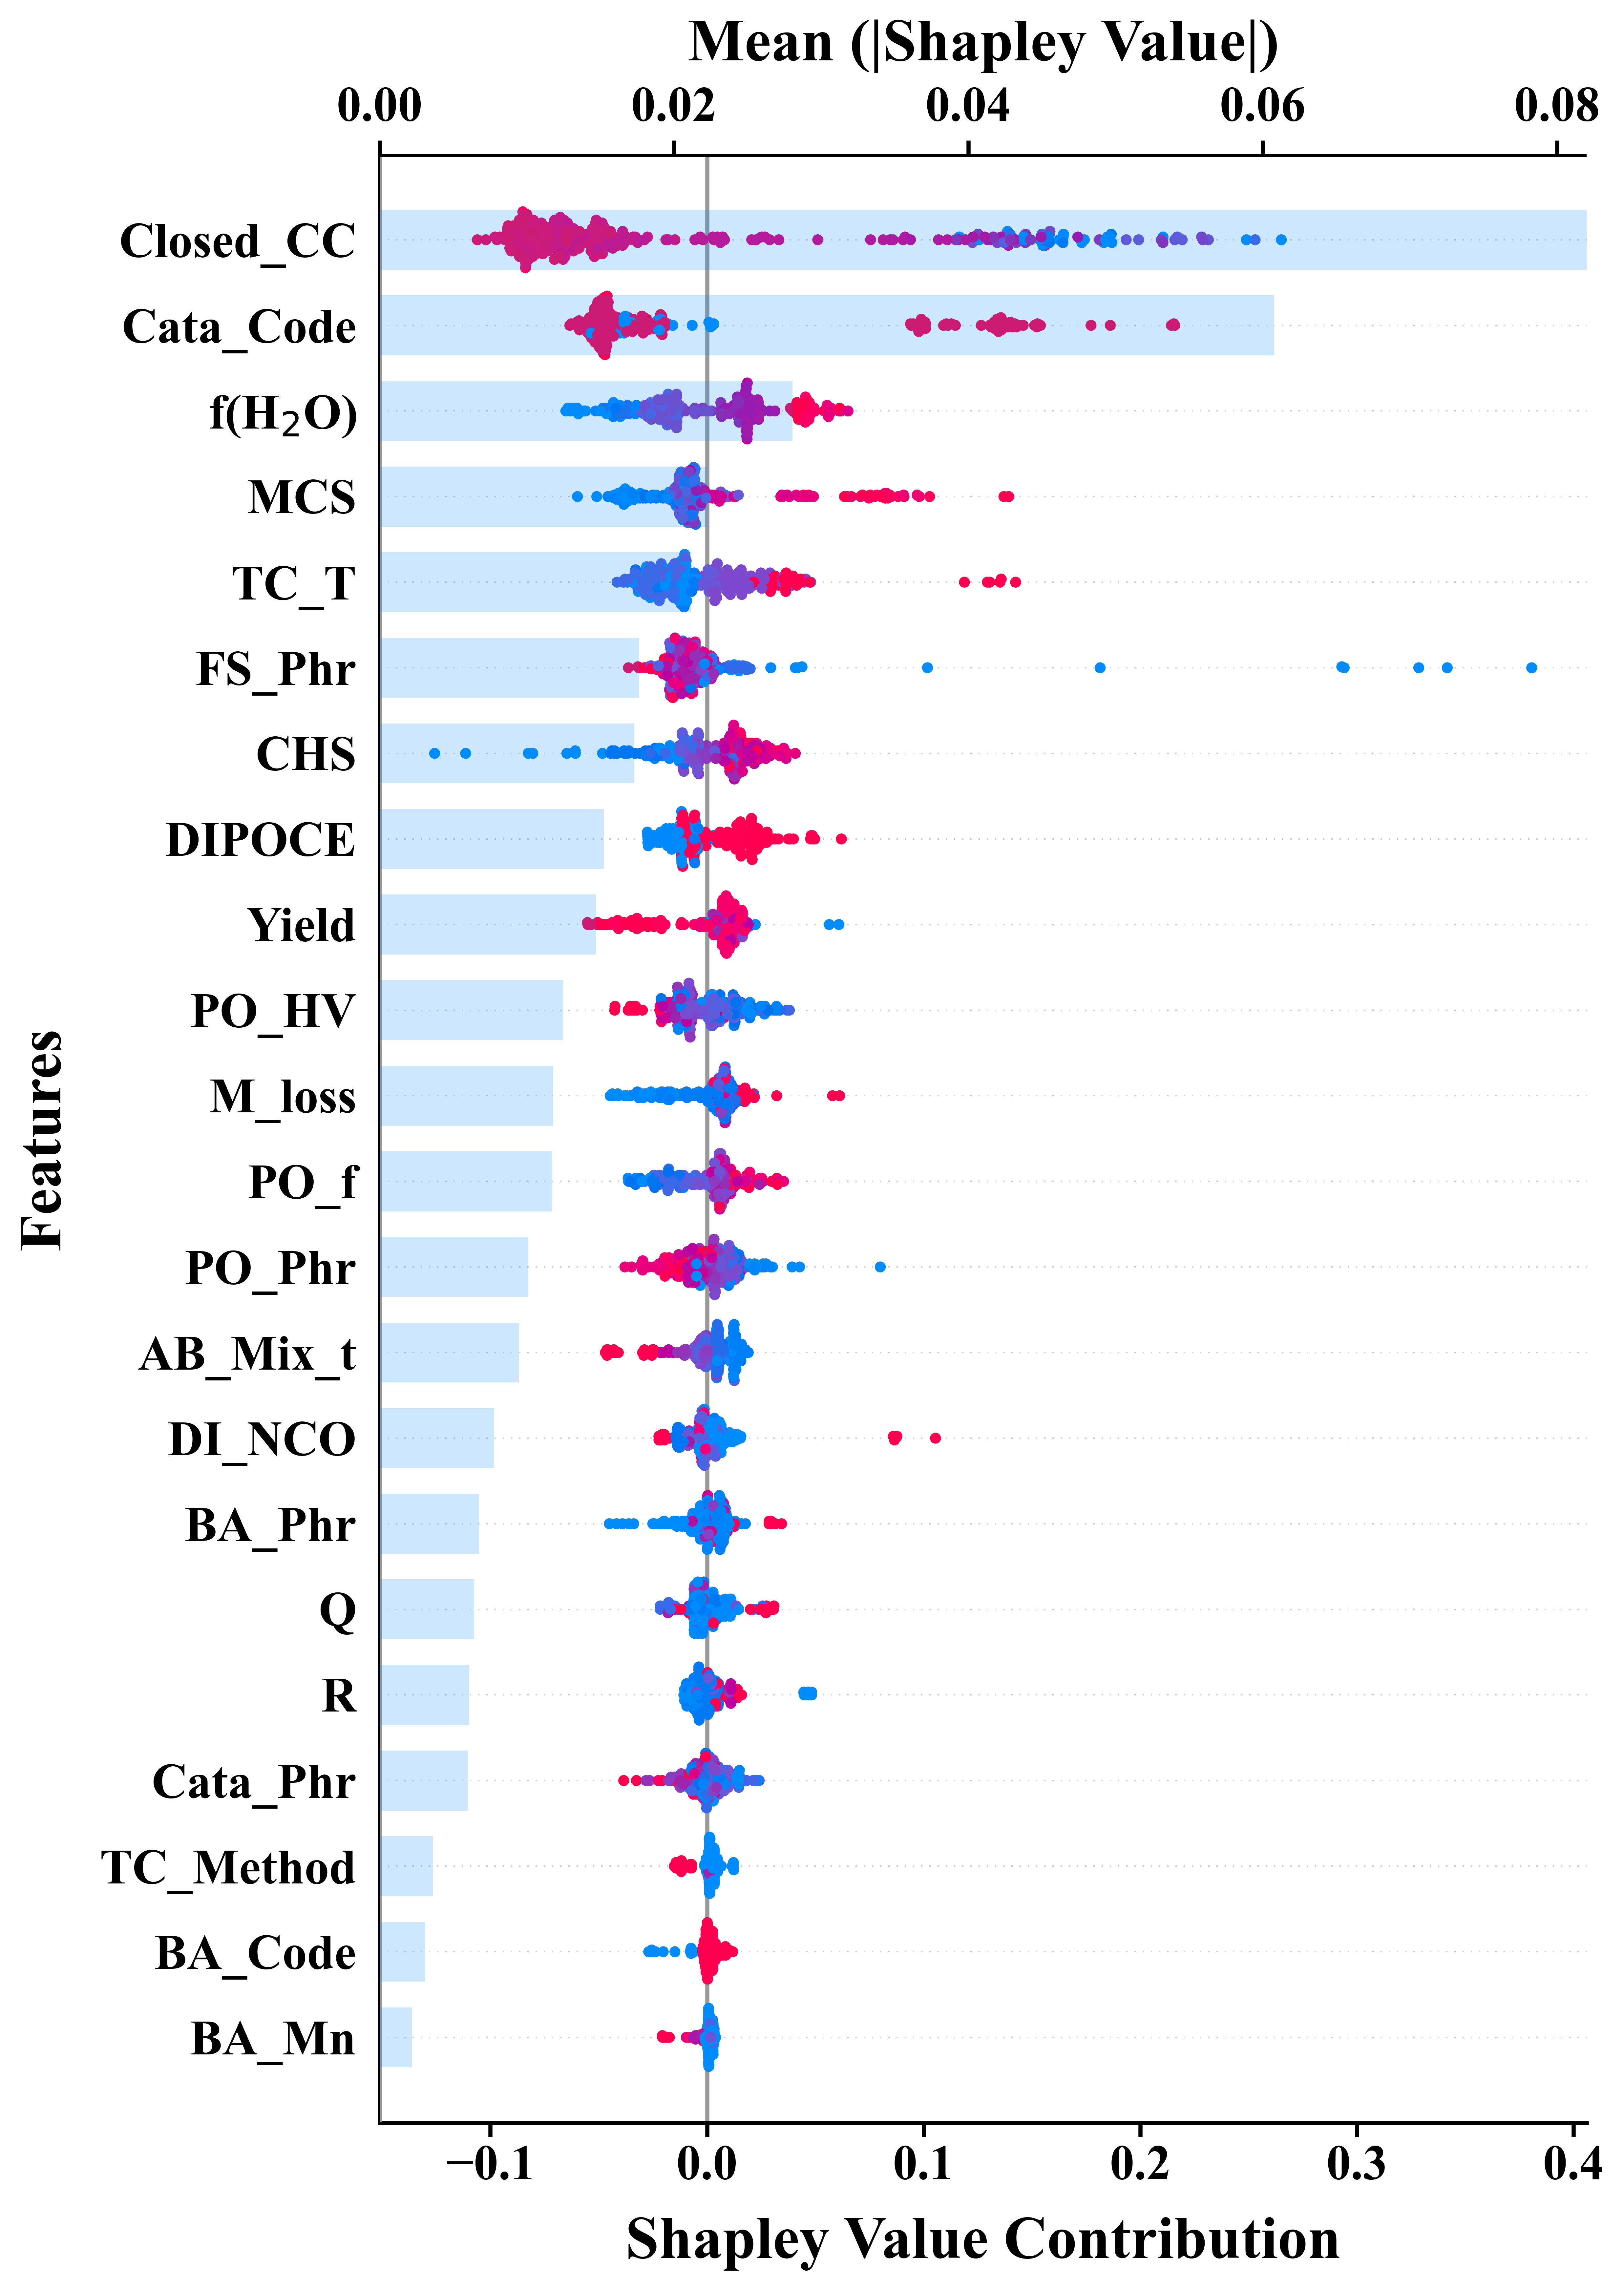 Mean (|Shapley Value|)
0.00 0.02 0.04 0.06 0.08
Closed_CC
Cata_Code
f(H₂O)
MCS
TC_T
FS_Phr
CHS
DIPOCE
Yield
PO_HV
M_loss
PO_f
PO_Phr
AB_Mix_t
DI_NCO
BA_Phr
Q
R
Cata_Phr
TC_Method
BA_Code
BA_Mn
Features
−0.1 0.0 0.1 0.2 0.3 0.4
Shapley Value Contribution